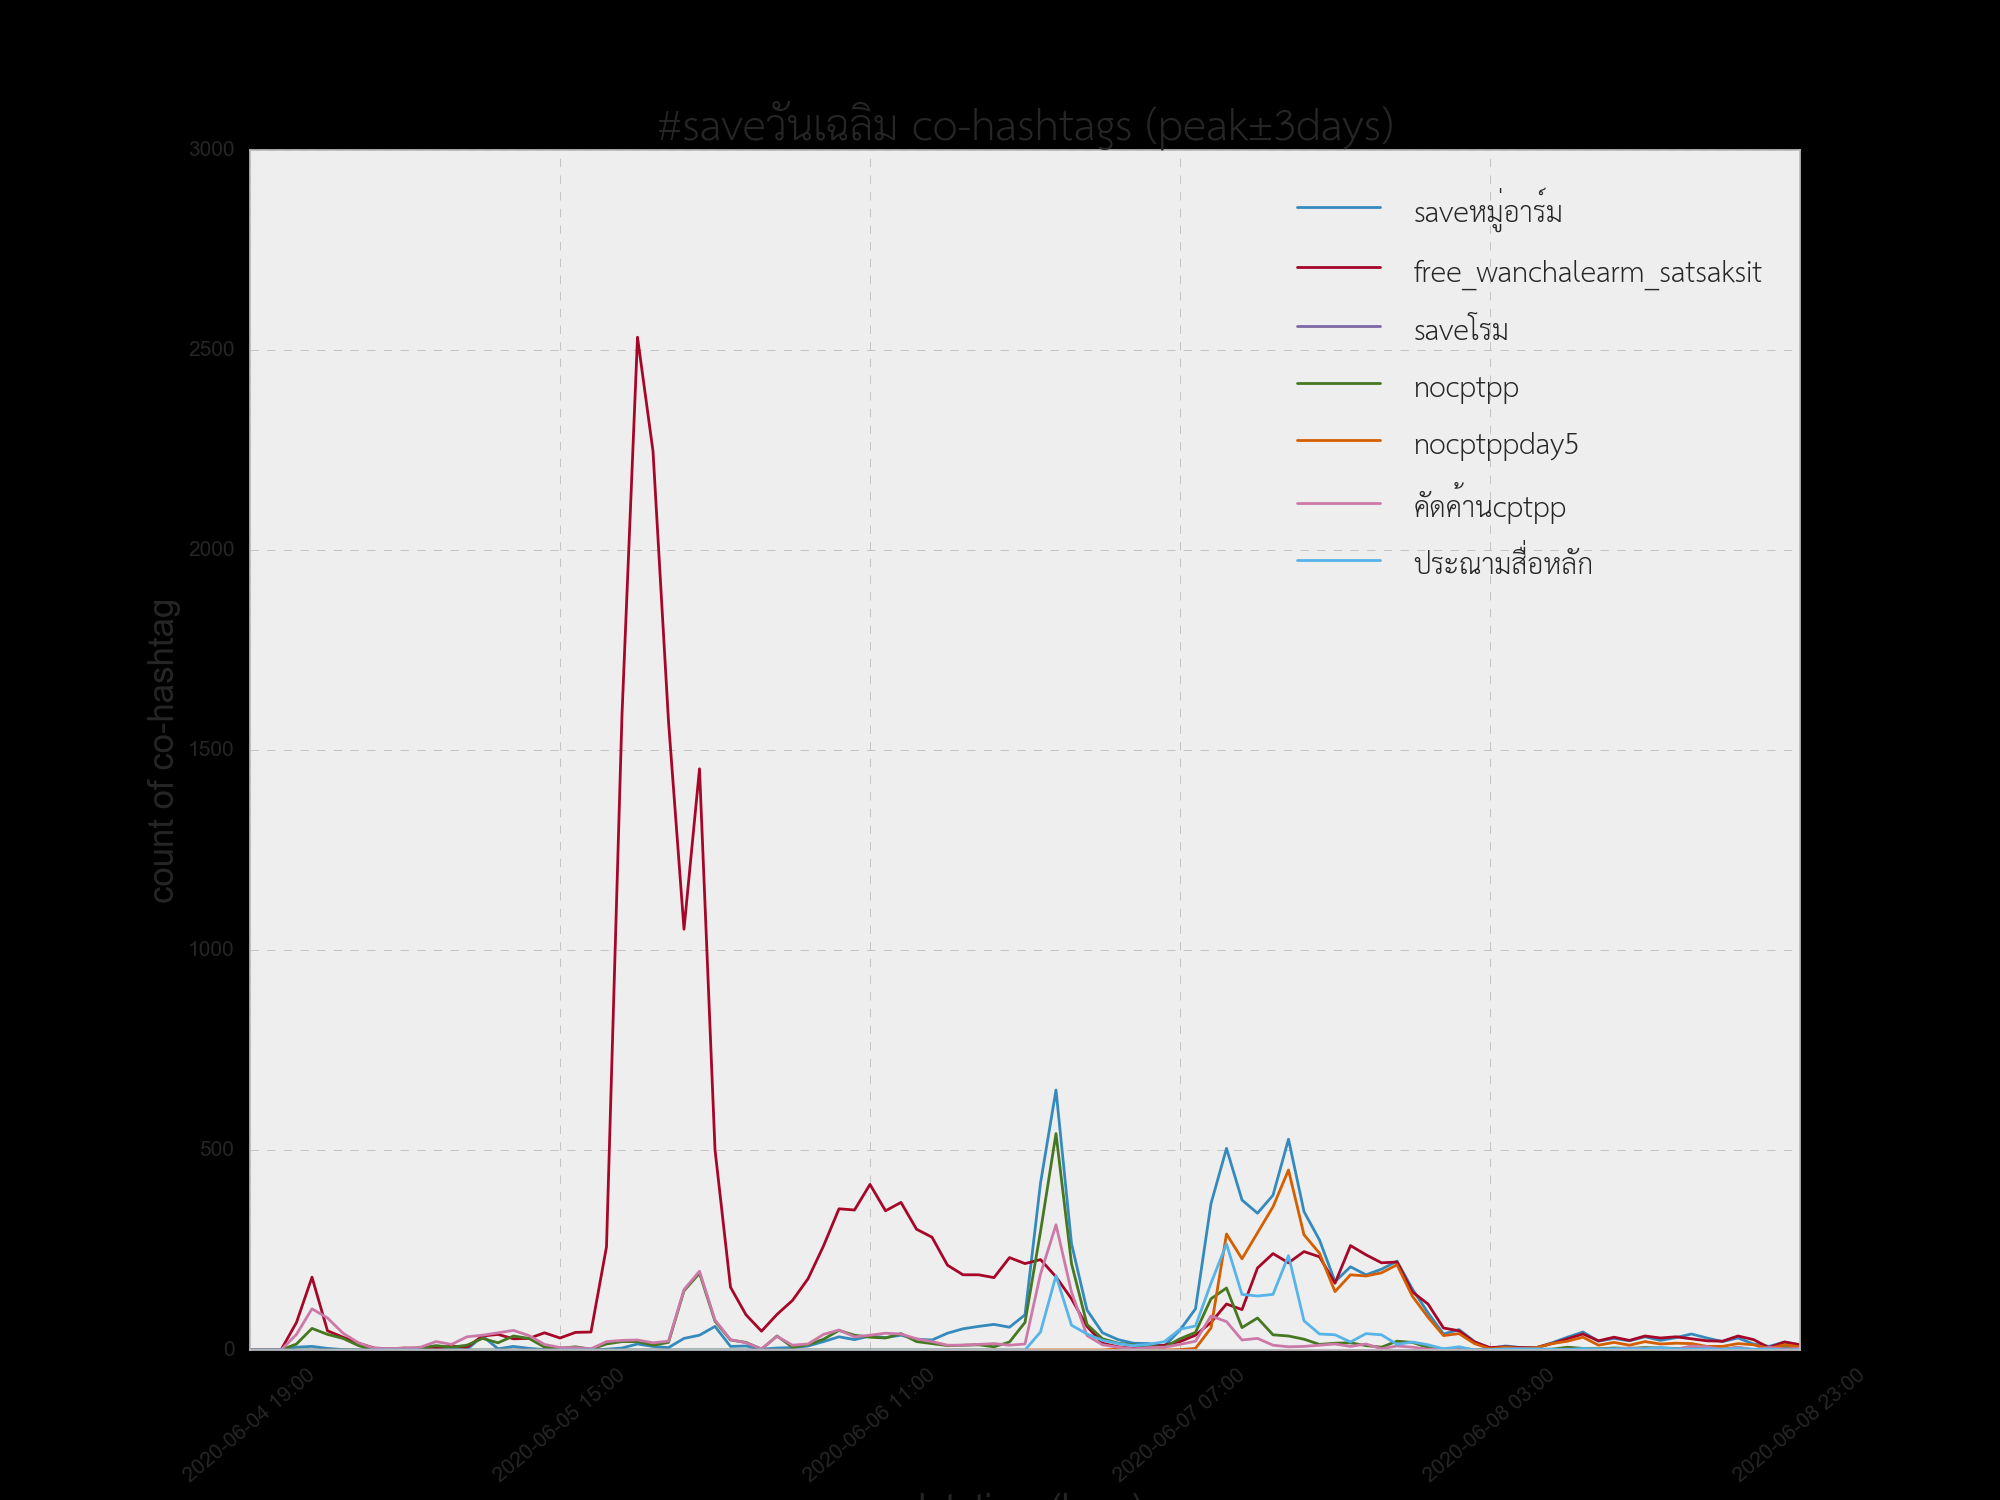 #saveวันเฉลิม co-hashtags (peak±3days)
3000
2500
2000
1500
1000
500
0
count of co-hashtag
saveหมู่อาร์ม
free_wanchalearm_satsaksit
saveโรม
nocptpp
nocptppday5
คัดค้านcptpp
ประณามสื่อหลัก
2020-06-04 19:00
2020-06-05 15:00
2020-06-06 11:00
2020-06-07 07:00
2020-06-08 03:00
2020-06-08 23:00